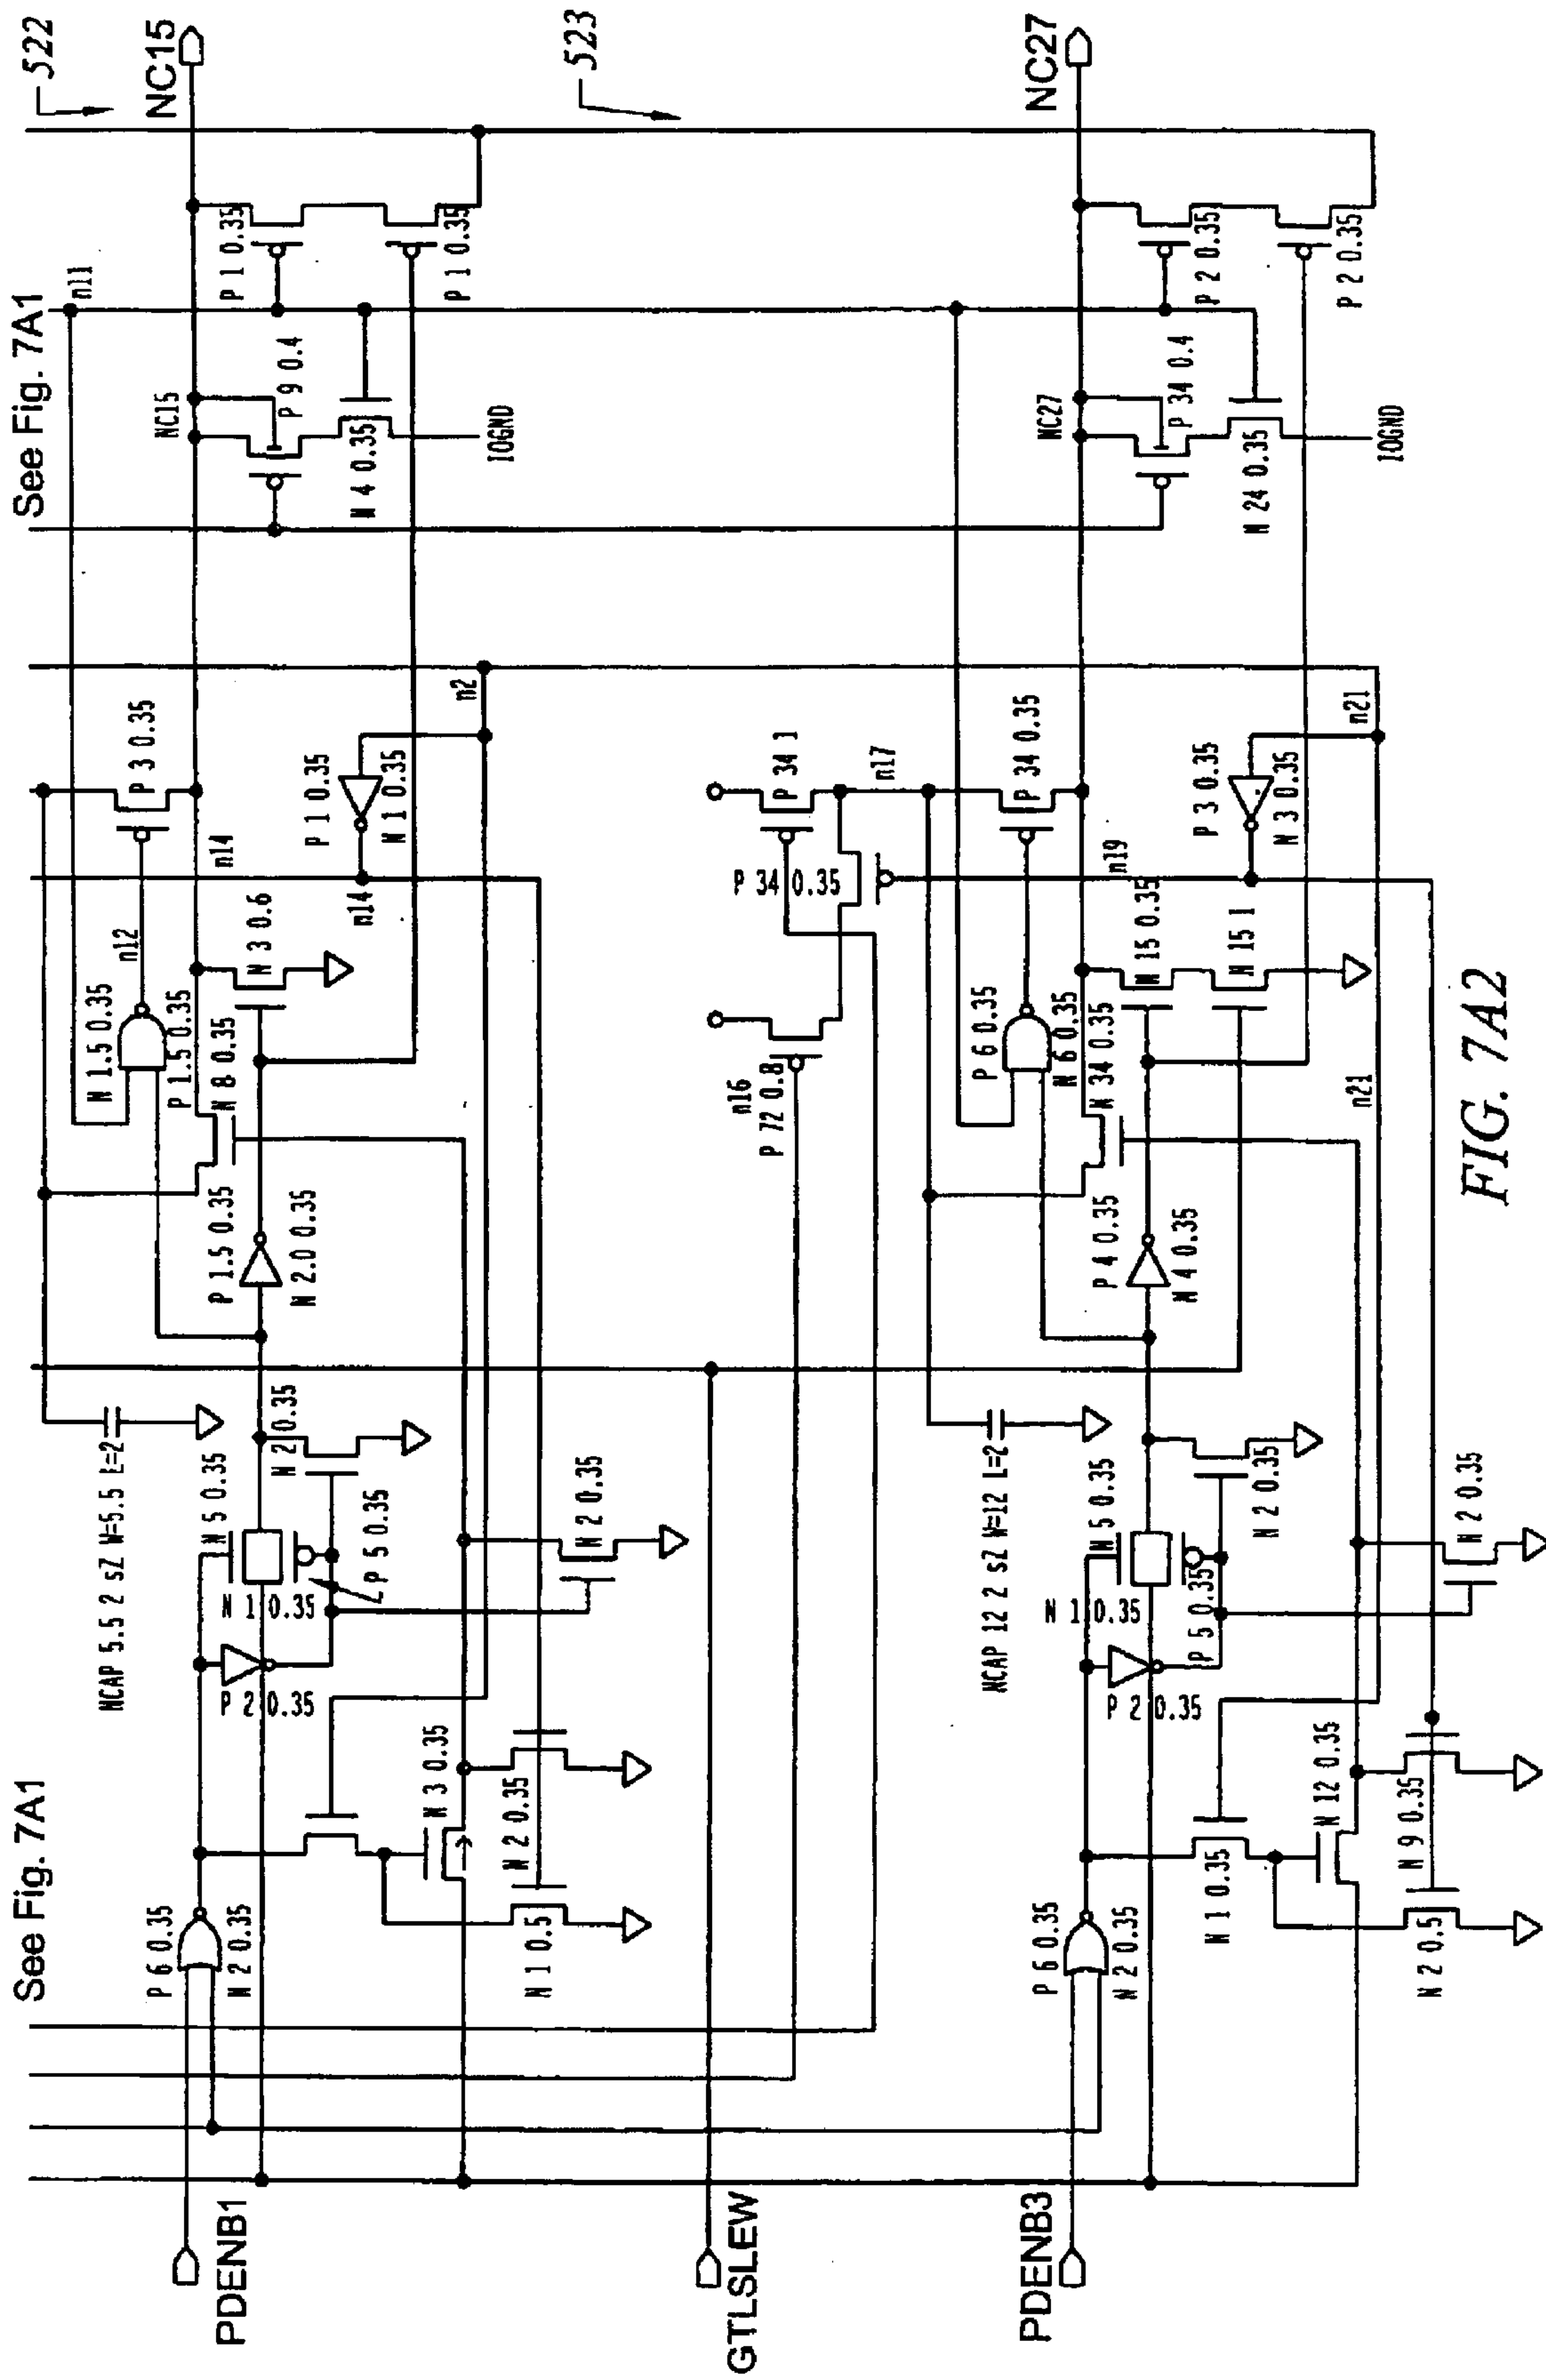 See Fig. 7A1
See Fig. 7A1
522
NC15
523
NC27
PDENB1
GTLSLEW
PDENB3
P 6 0.35
N 2 0.35
N 3 0.35
N 2 0.35
N 1 0.5
NCAP 5.5 2 sZ W=5.5 L=2
N 5 0.35
N 1 0.35
P 2 0.35
P 5 0.35
N 2 0.35
N 2 0.35
P 1.5 0.35
N 2.0 0.35
N 1.5 0.35
P 1.5 0.35
N 8 0.35
n12
N 3 0.6
P 3 0.35
n14
n14
P 1 0.35
N 1 0.35
n2
n11
NC15
P 9 0.4
N 4 0.35
IOGND
P 1 0.35
P 1 0.35
n16
P 72 0.8
P 34 0.35
P 34 1
n17
P 6 0.35
N 2 0.35
N 1 0.35
N 12 0.35
N 9 0.35
N 2 0.5
NCAP 12 2 sZ W=12 L=2
N 5 0.35
N 1 0.35
P 2 0.35
P 5 0.35
N 2 0.35
N 2 0.35
P 4 0.35
N 4 0.35
P 6 0.35
N 6 0.35
N 34 0.35
N 15 0.35
N 15 1
P 34 0.35
n19
P 3 0.35
N 3 0.35
n21
n21
NC27
P 34 0.4
N 24 0.35
IOGND
P 2 0.35
P 2 0.35
FIG. 7A2